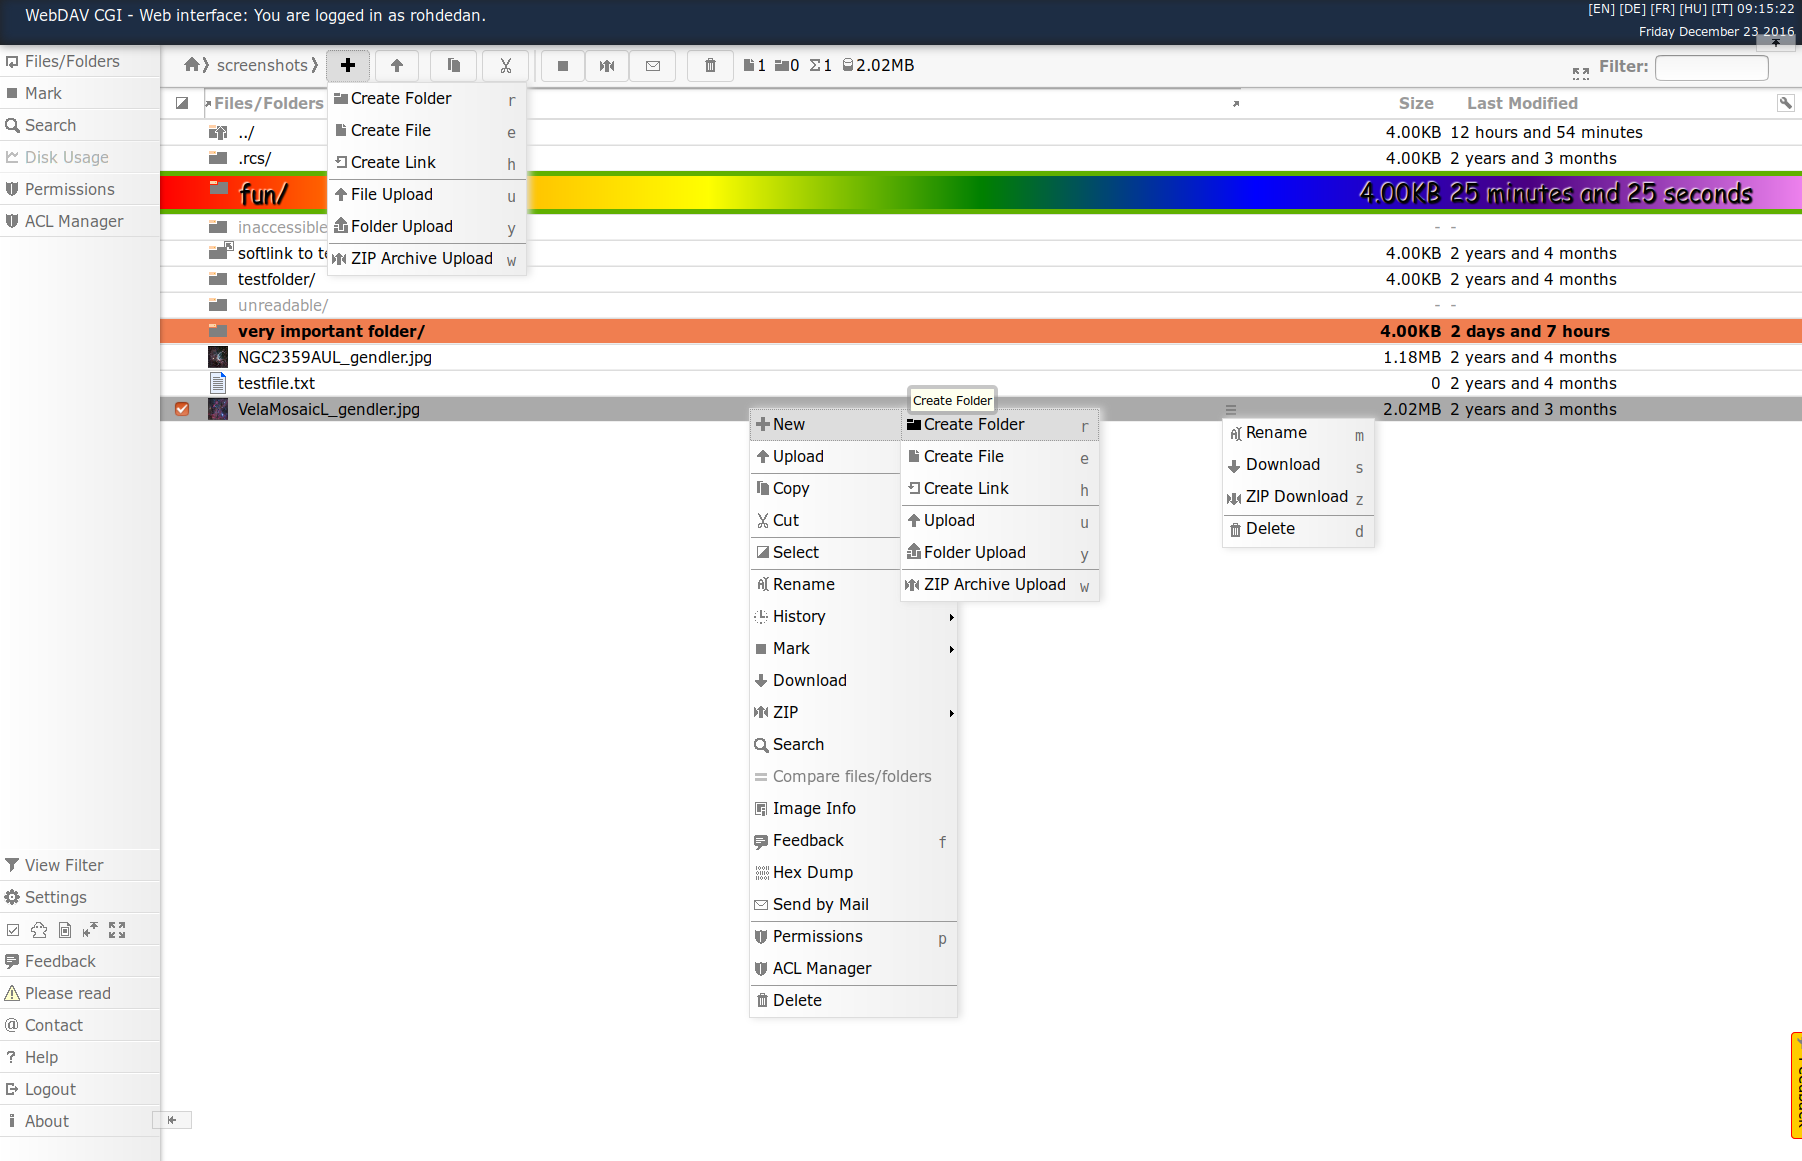 WebDAV CGI - Web interface: You are logged in as rohdedan.
[EN] [DE] [FR] [HU] [IT] 09:15:22
Friday December 23 2016
Files/Folders
Mark
Search
Disk Usage
Permissions
ACL Manager
screenshots
1 0 Σ1 2.02MB
Filter:
Files/Folders Size Last Modified
../ 4.00KB 12 hours and 54 minutes
.rcs/ 4.00KB 2 years and 3 months
fun/ 4.00KB 25 minutes and 25 seconds
inaccessible - -
softlink to 4.00KB 2 years and 4 months
testfolder/ 4.00KB 2 years and 4 months
unreadable/ - -
very important folder/ 4.00KB 2 days and 7 hours
NGC2359AUL_gendler.jpg 1.18MB 2 years and 4 months
testfile.txt 0 2 years and 4 months
VelaMosaicL_gendler.jpg 2.02MB 2 years and 3 months
Create Folder r
Create File e
Create Link h
File Upload u
Folder Upload y
ZIP Archive Upload w
New
Upload
Copy
Cut
Select
Rename
History
Mark
Download
ZIP
Search
Compare files/folders
Image Info
Feedback f
Hex Dump
Send by Mail
Permissions p
ACL Manager
Delete
Create Folder
Create Folder r
Create File e
Create Link h
Upload u
Folder Upload y
ZIP Archive Upload w
Rename m
Download s
ZIP Download z
Delete d
View Filter
Settings
Feedback
Please read
@ Contact
? Help
Logout
i About
Feedback